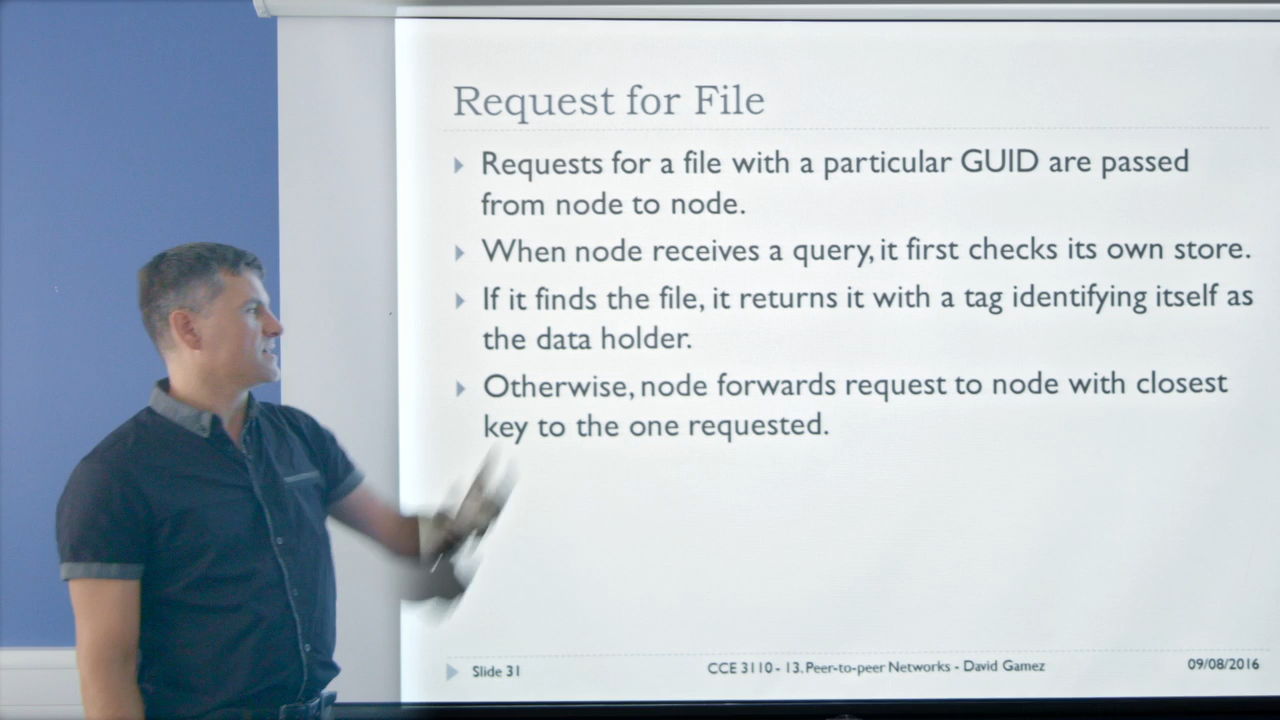 Request for File
Requests for a file with a particular GUID are passed
from node to node.
When node receives a query, it first checks its own store.
If it finds the file, it returns it with a tag identifying itself as
the data holder.
Otherwise, node forwards request to node with closest
key to the one requested.
Slide 31
CCE 3110 - 13. Peer-to-peer Networks - David Gamez
09/08/2016